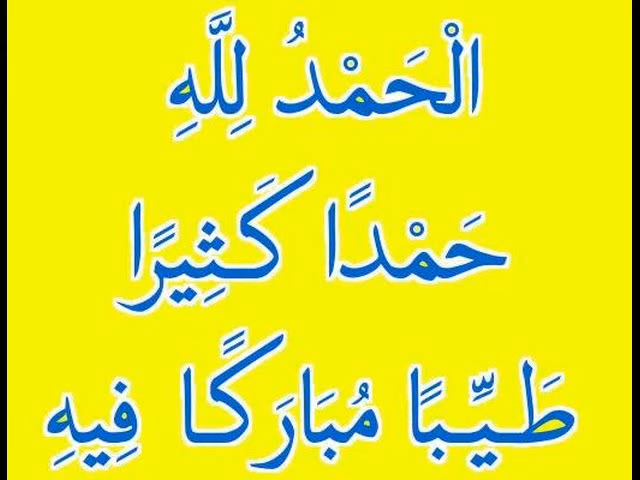 الْحَمْدُ لِلَّهِ
حَمْدًا كَثِيرًا
طَيِّبًا مُبَارَكًا فِيهِ